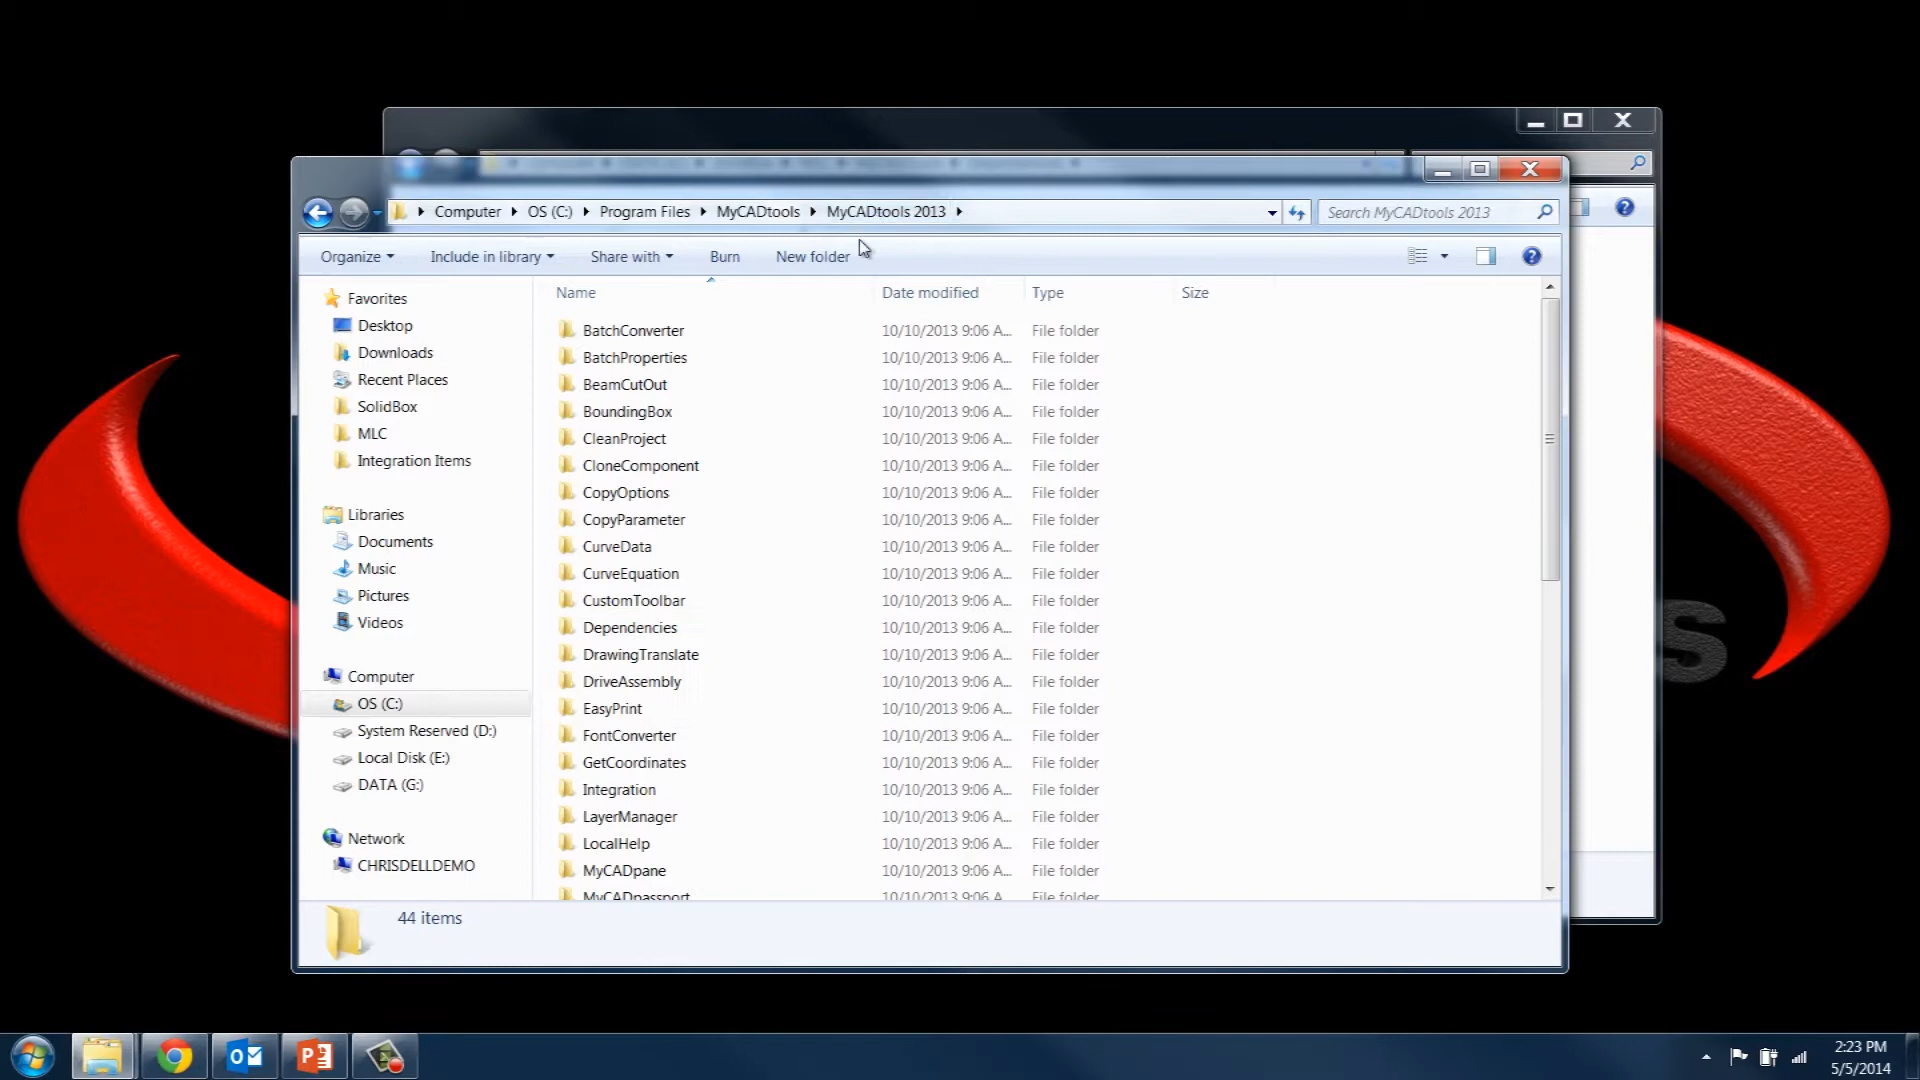 Computer OS (C:) Program Files MyCADtools MyCADtools 2013 Search MyCADtools 2013
Organize Include in library Share with Burn New folder
Name Date modified Type Size
Favorites
Desktop
Downloads
Recent Places
SolidBox
MLC
Integration Items
Libraries
Documents
Music
Pictures
Videos
Computer
OS (C:)
System Reserved (D:)
Local Disk (E:)
DATA (G:)
Network
CHRISDELLDEMO
BatchConverter 10/10/2013 9:06 A... File folder
BatchProperties 10/10/2013 9:06 A... File folder
BeamCutOut 10/10/2013 9:06 A... File folder
BoundingBox 10/10/2013 9:06 A... File folder
CleanProject 10/10/2013 9:06 A... File folder
CloneComponent 10/10/2013 9:06 A... File folder
CopyOptions 10/10/2013 9:06 A... File folder
CopyParameter 10/10/2013 9:06 A... File folder
CurveData 10/10/2013 9:06 A... File folder
CurveEquation 10/10/2013 9:06 A... File folder
CustomToolbar 10/10/2013 9:06 A... File folder
Dependencies 10/10/2013 9:06 A... File folder
DrawingTranslate 10/10/2013 9:06 A... File folder
DriveAssembly 10/10/2013 9:06 A... File folder
EasyPrint 10/10/2013 9:06 A... File folder
FontConverter 10/10/2013 9:06 A... File folder
GetCoordinates 10/10/2013 9:06 A... File folder
Integration 10/10/2013 9:06 A... File folder
LayerManager 10/10/2013 9:06 A... File folder
LocalHelp 10/10/2013 9:06 A... File folder
MyCADpane 10/10/2013 9:06 A... File folder
MyCADpassport 10/10/2013 9:06 A... File folder
44 items
s
2:23 PM
5/5/2014